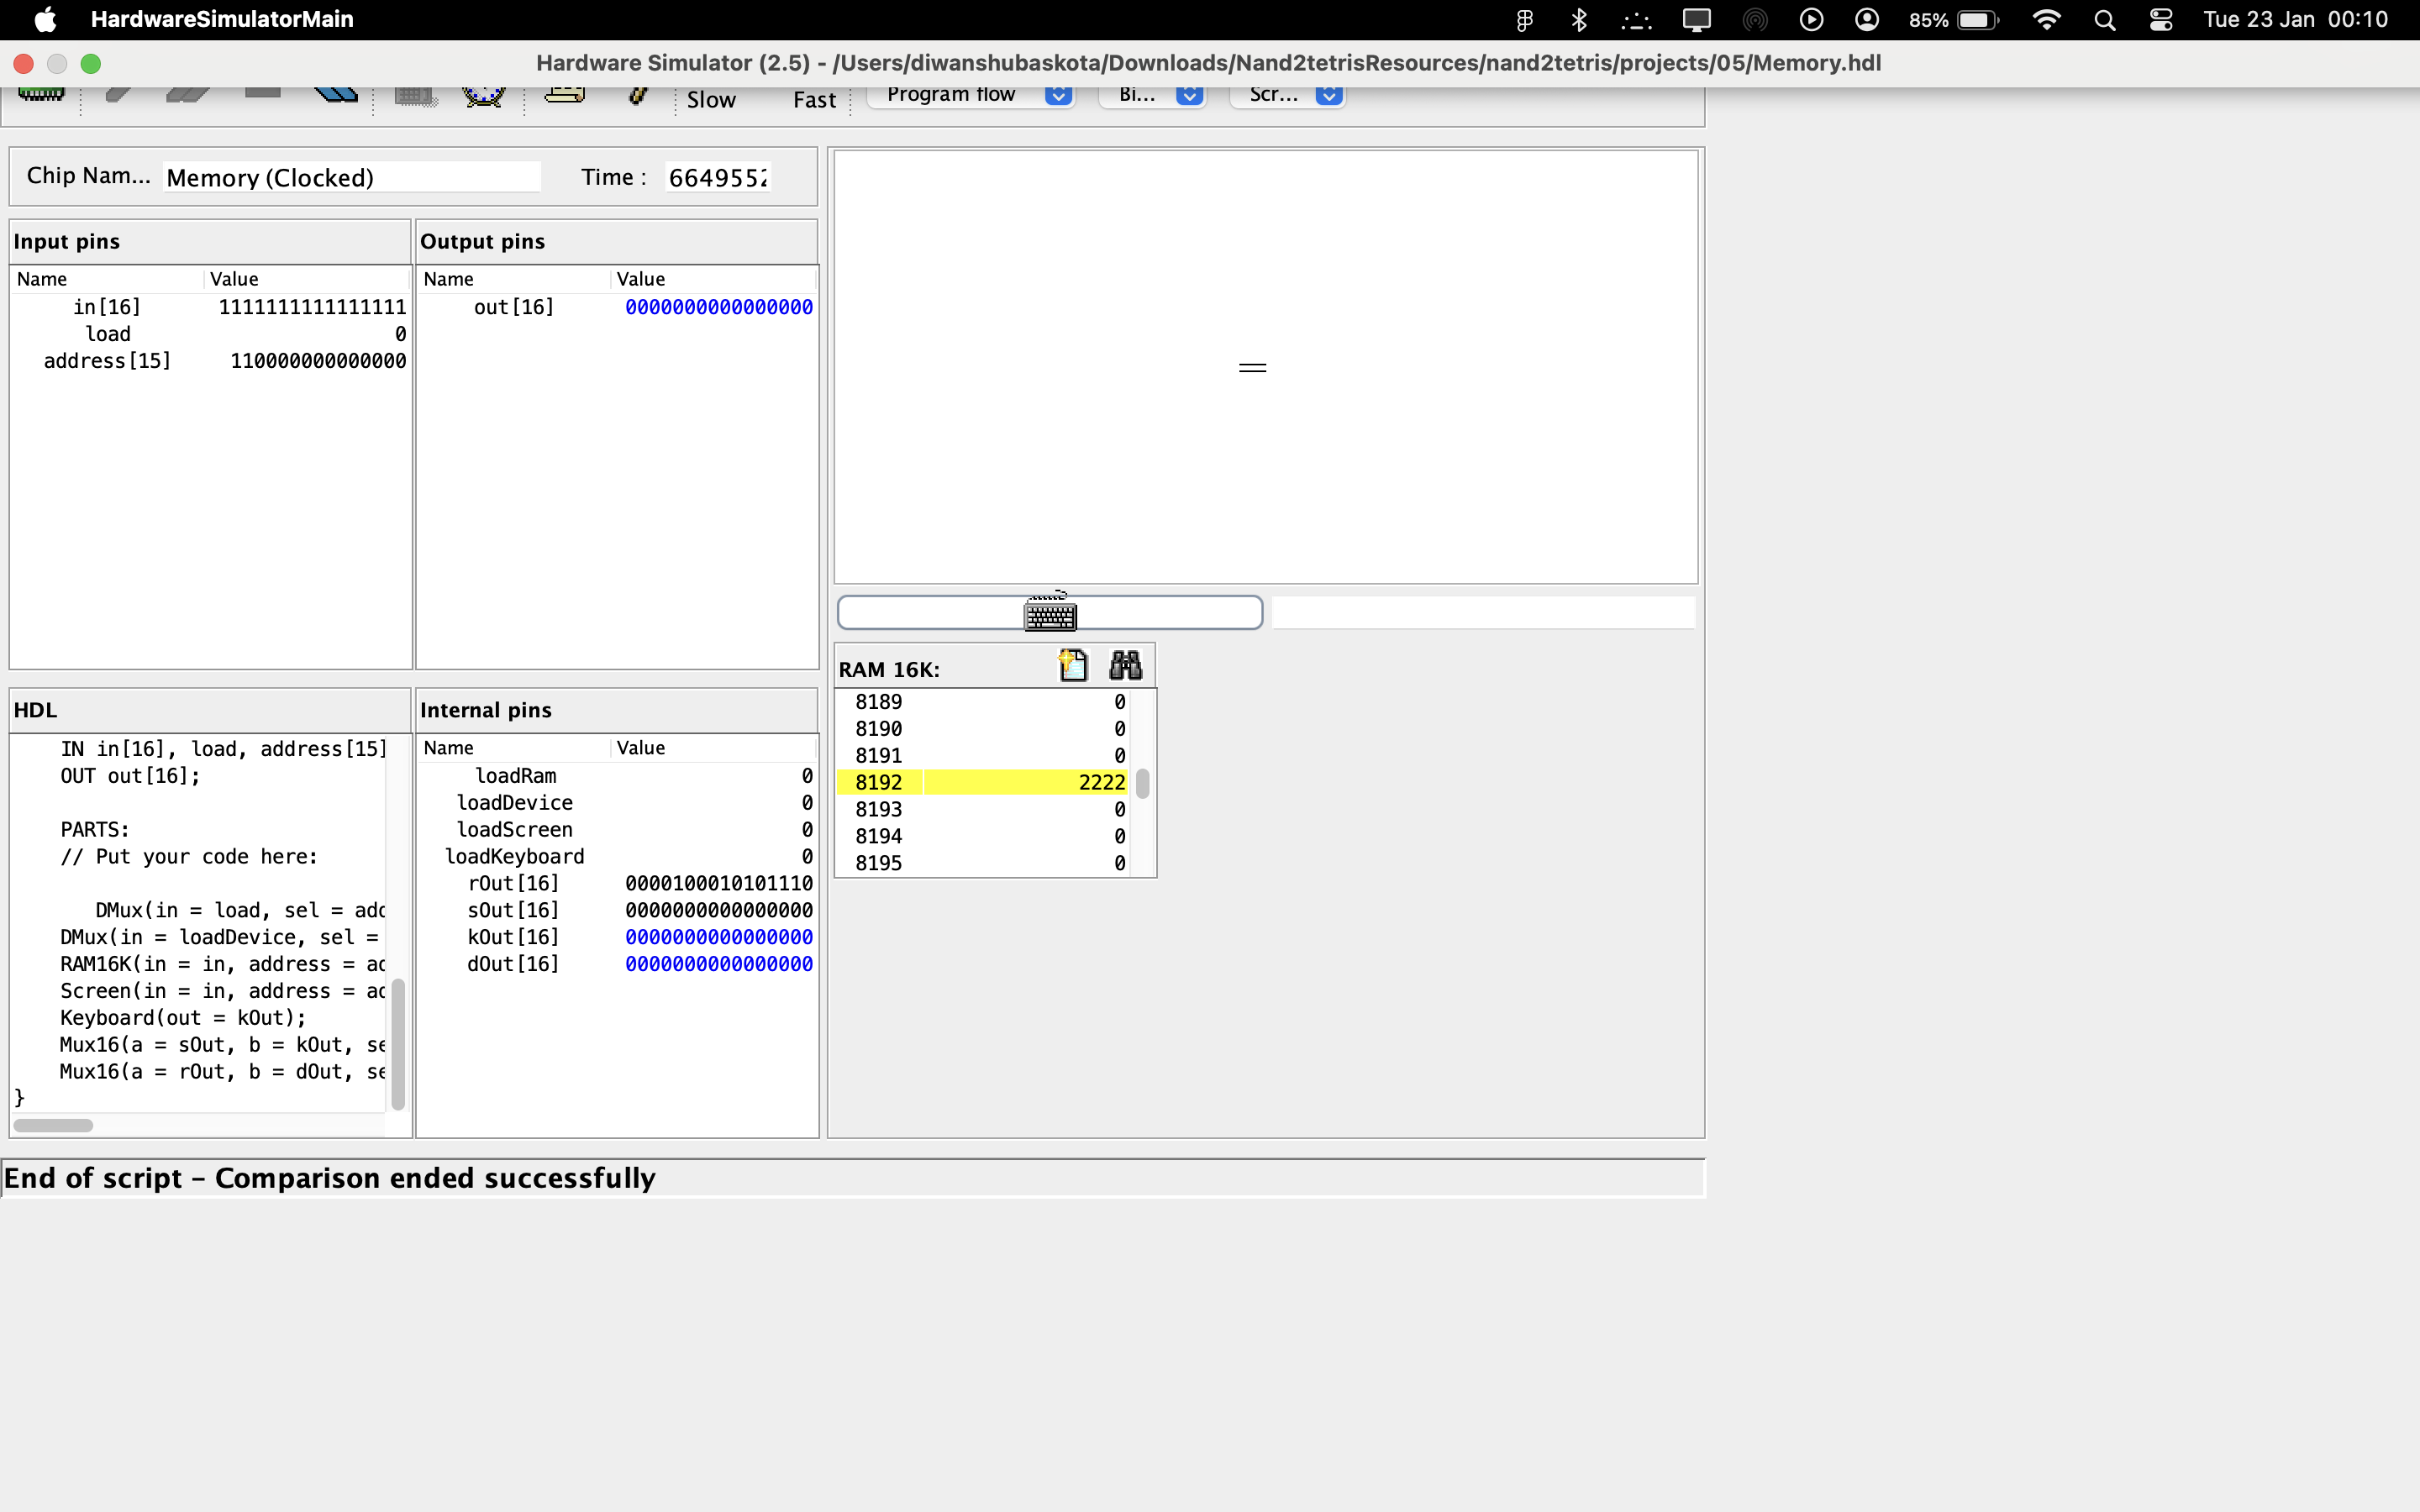 HardwareSimulatorMain 85% Tue 23 Jan 00:10
Hardware Simulator (2.5) - /Users/diwanshubaskota/Downloads/Nand2tetrisResources/nand2tetris/projects/05/Memory.hdl
Slow Fast Program flow Bi... Scr...
Chip Nam... Memory (Clocked) Time : 6649552
Input pins
Name Value
in[16] 1111111111111111
load 0
address[15] 110000000000000
Output pins
Name Value
out[16] 0000000000000000
HDL
IN in[16], load, address[15]
OUT out[16];
PARTS:
// Put your code here:
DMux(in = load, sel = add
DMux(in = loadDevice, sel =
RAM16K(in = in, address = ad
Screen(in = in, address = ad
Keyboard(out = kOut);
Mux16(a = sOut, b = kOut, se
Mux16(a = rOut, b = dOut, se
}
Internal pins
Name Value
loadRam 0
loadDevice 0
loadScreen 0
loadKeyboard 0
rOut[16] 0000100010101110
sOut[16] 0000000000000000
kOut[16] 0000000000000000
dOut[16] 0000000000000000
RAM 16K:
8189 0
8190 0
8191 0
8192 2222
8193 0
8194 0
8195 0
End of script – Comparison ended successfully